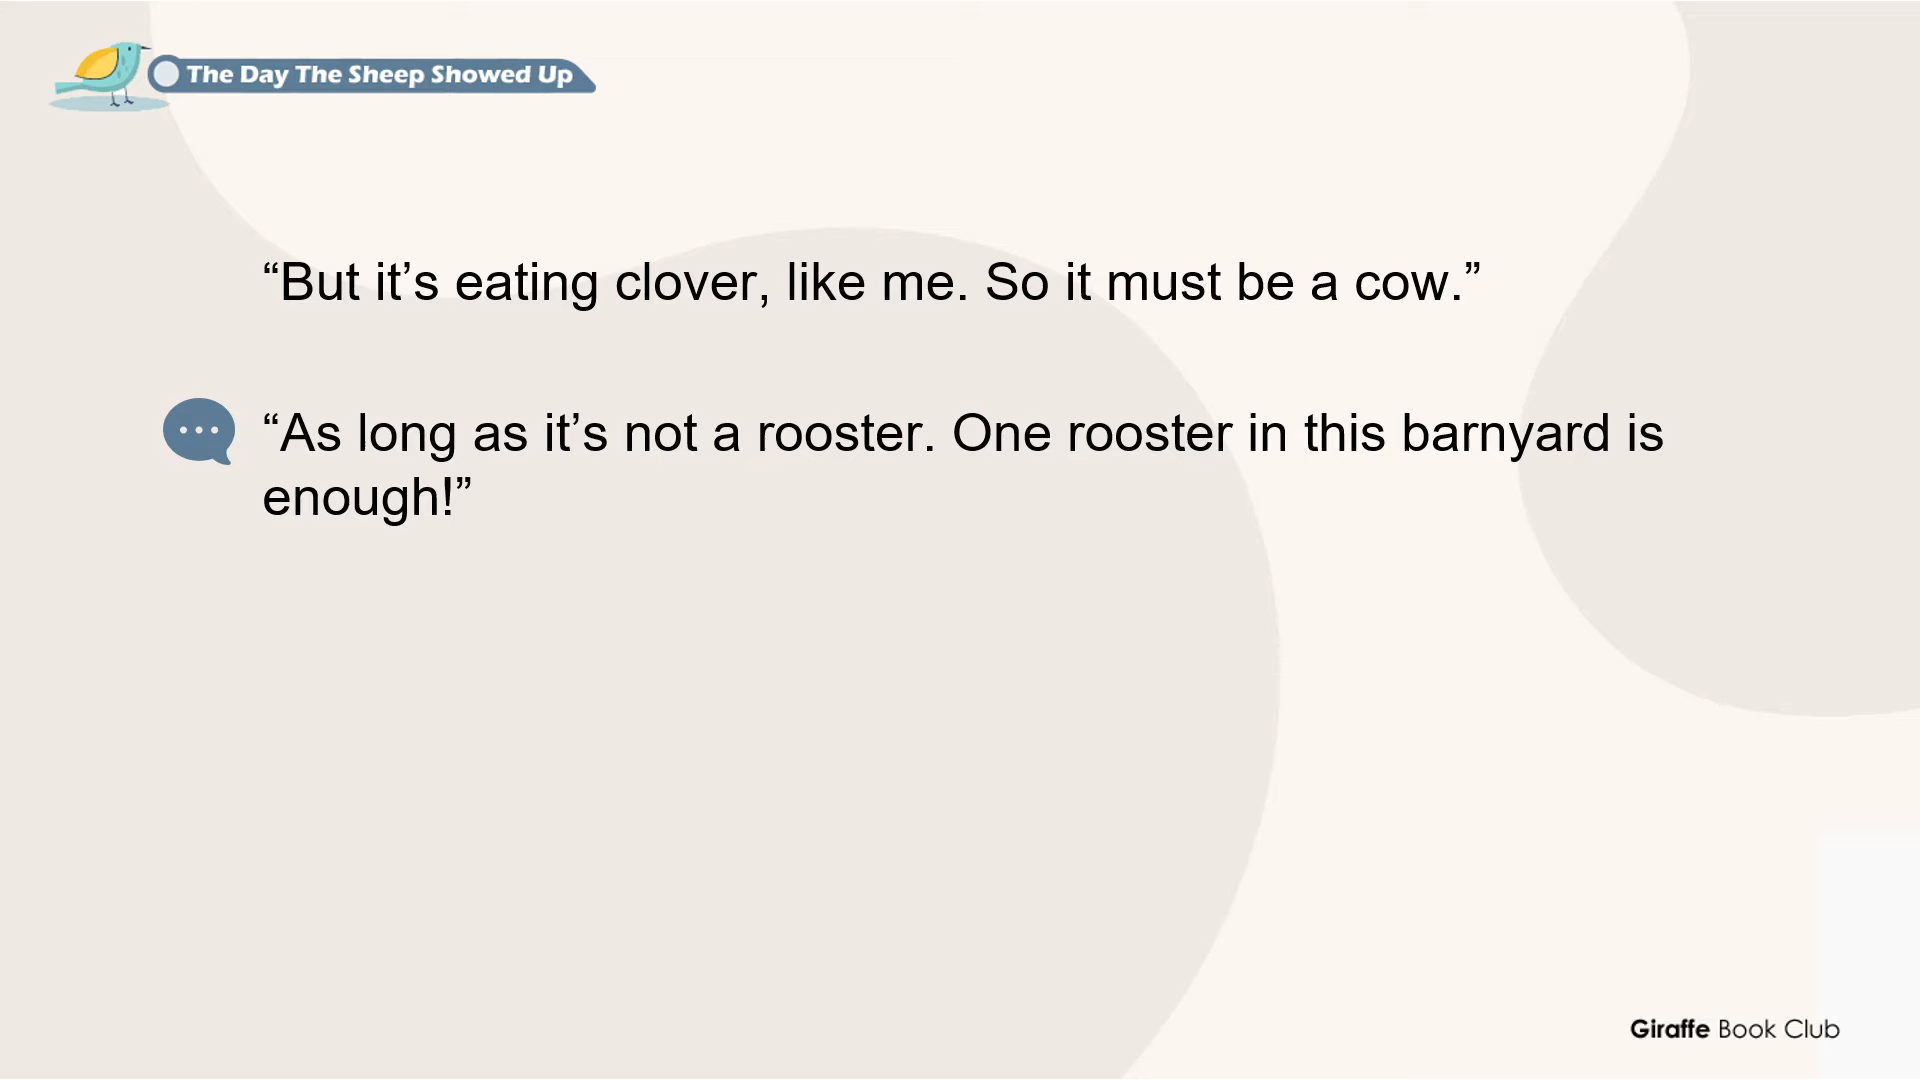 The Day The Sheep Showed Up
“But it’s eating clover, like me. So it must be a cow.”
“As long as it’s not a rooster. One rooster in this barnyard is
enough!”
Giraffe Book Club